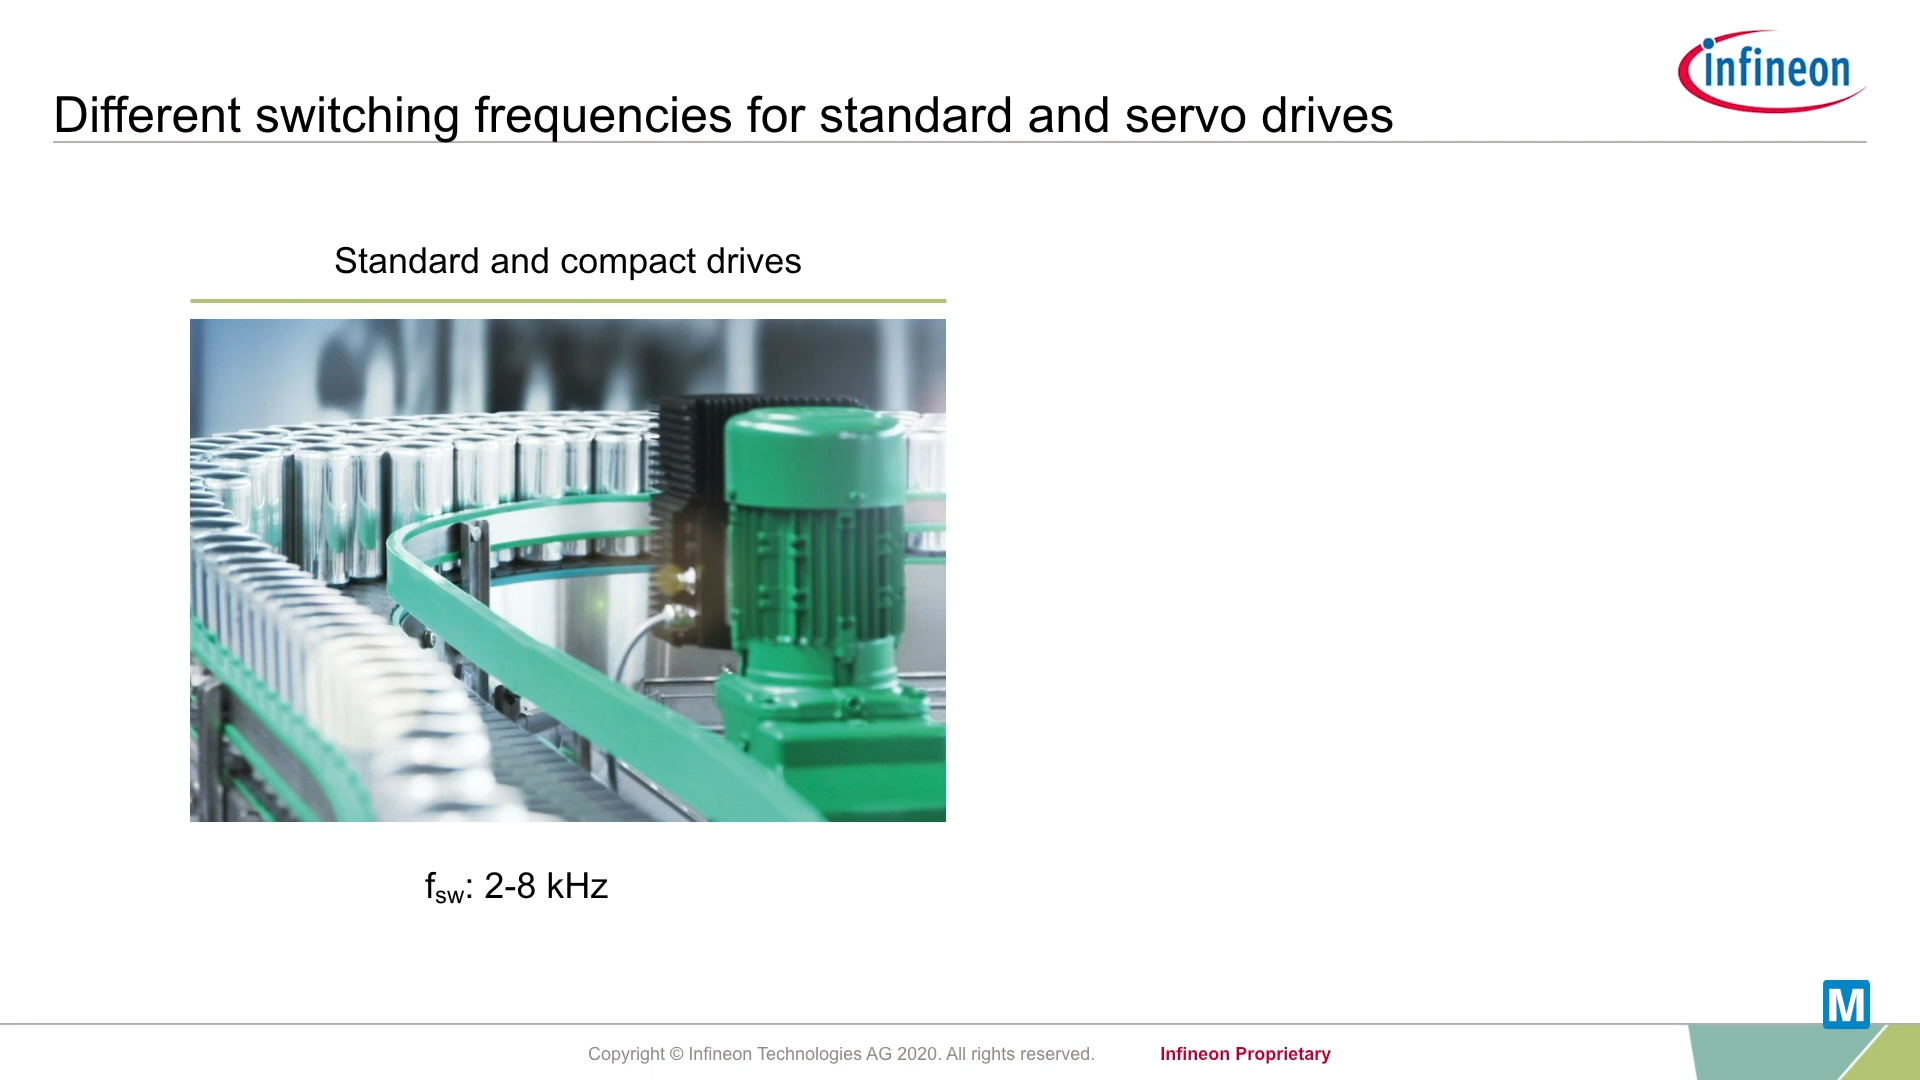 infineon
Different switching frequencies for standard and servo drives
Standard and compact drives
fsw: 2-8 kHz
M
Copyright © Infineon Technologies AG 2020. All rights reserved. Infineon Proprietary